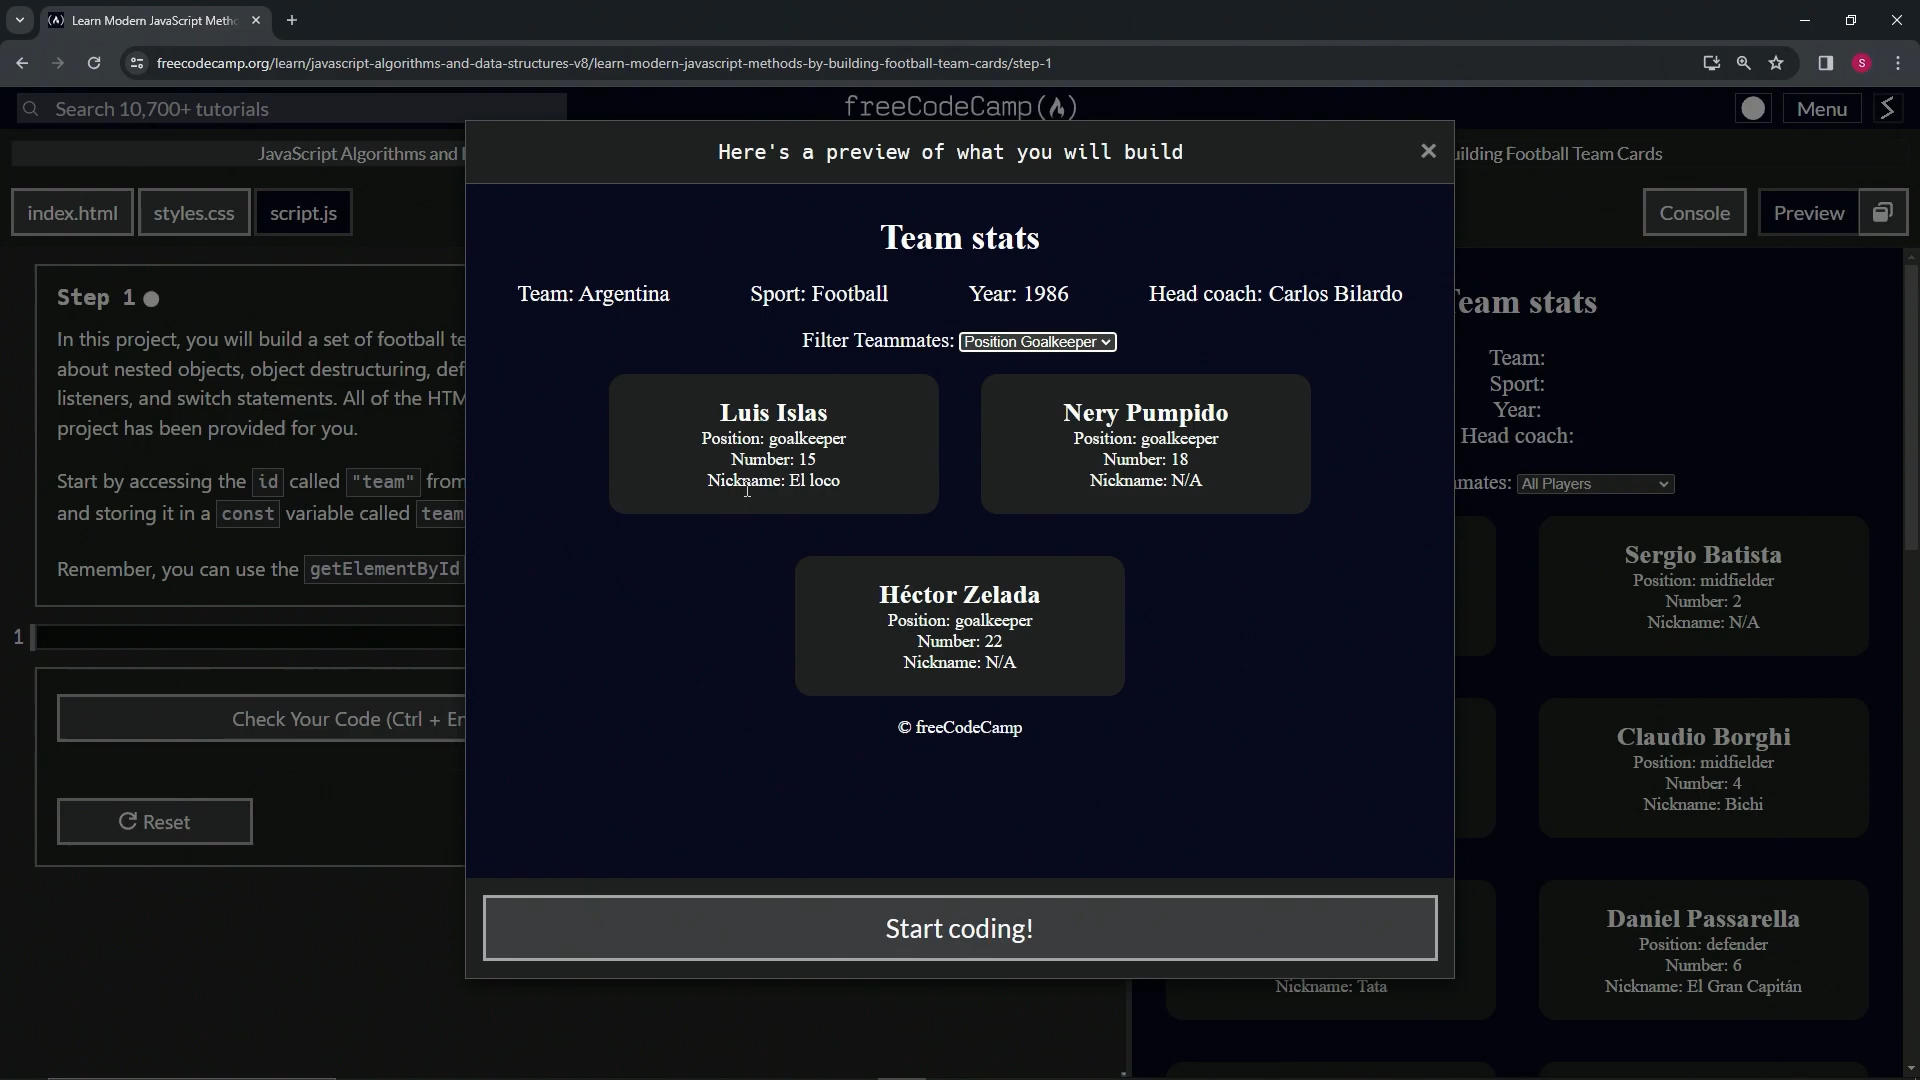 Learn Modern JavaScript Meth
freecodecamp.org/learn/javascript-algorithms-and-data-structures-v8/learn-modern-javascript-methods-by-building-football-team-cards/step-1
S
Search 10,700+ tutorials
freeCodeCamp
Menu
JavaScript Algorithms and
uilding Football Team Cards
index.html
styles.css
script.js
Console
Preview
Here's a preview of what you will build
Team stats
Team: Argentina
Sport: Football
Year: 1986
Head coach: Carlos Bilardo
Filter Teammates: Position Goalkeeper
Luis Islas
Position: goalkeeper
Number: 15
Nickname: El loco
Nery Pumpido
Position: goalkeeper
Number: 18
Nickname: N/A
Héctor Zelada
Position: goalkeeper
Number: 22
Nickname: N/A
© freeCodeCamp
Start coding!
Step 1
In this project, you will build a set of football te
about nested objects, object destructuring, def
listeners, and switch statements. All of the HTM
project has been provided for you.
Start by accessing the id called "team" from
and storing it in a const variable called team
Remember, you can use the getElementById
1
Check Your Code (Ctrl + En
Reset
Team stats
Team:
Sport:
Year:
Head coach:
mates: All Players
Sergio Batista
Position: midfielder
Number: 2
Nickname: N/A
Claudio Borghi
Position: midfielder
Number: 4
Nickname: Bichi
Daniel Passarella
Position: defender
Number: 6
Nickname: El Gran Capitán
Nickname: Tata